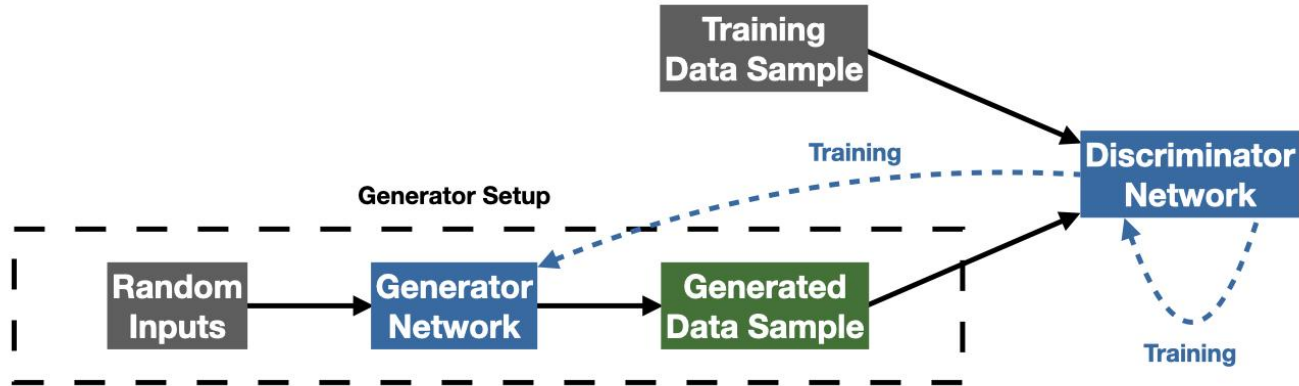 Training
Data Sample
Training
Discriminator
Network
Generator Setup
Random
Inputs
Generator
Network
Generated
Data Sample
Training